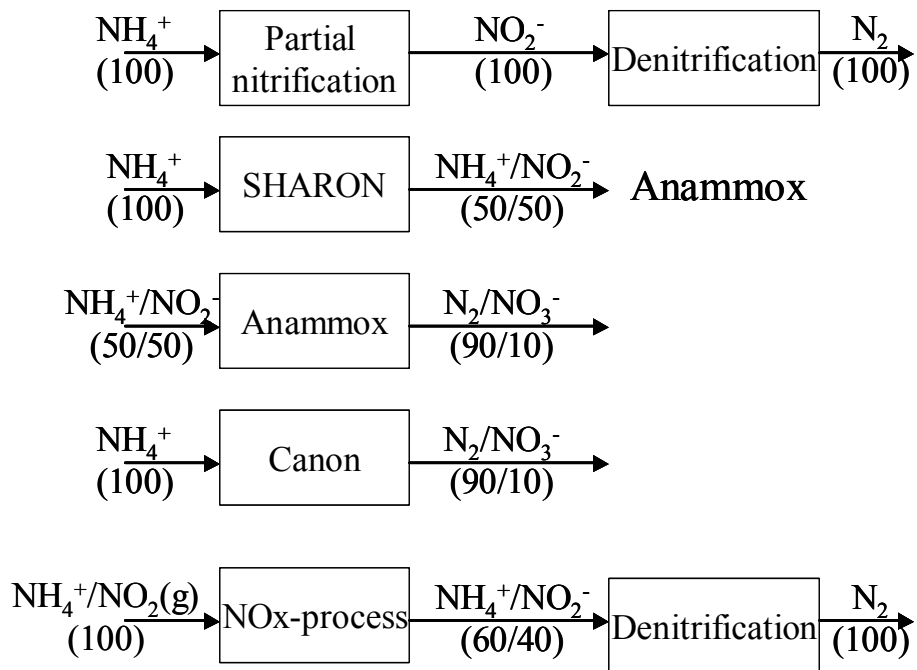 NH₄⁺
(100)
Partial
nitrification
NO₂⁻
(100)
Denitrification
N₂
(100)
NH₄⁺
(100)
SHARON
NH₄⁺/NO₂⁻
(50/50)
Anammox
NH₄⁺/NO₂⁻
(50/50)
Anammox
N₂/NO₃⁻
(90/10)
NH₄⁺
(100)
Canon
N₂/NO₃⁻
(90/10)
NH₄⁺/NO₂(g)
(100)
NOx-process
NH₄⁺/NO₂⁻
(60/40)
Denitrification
N₂
(100)